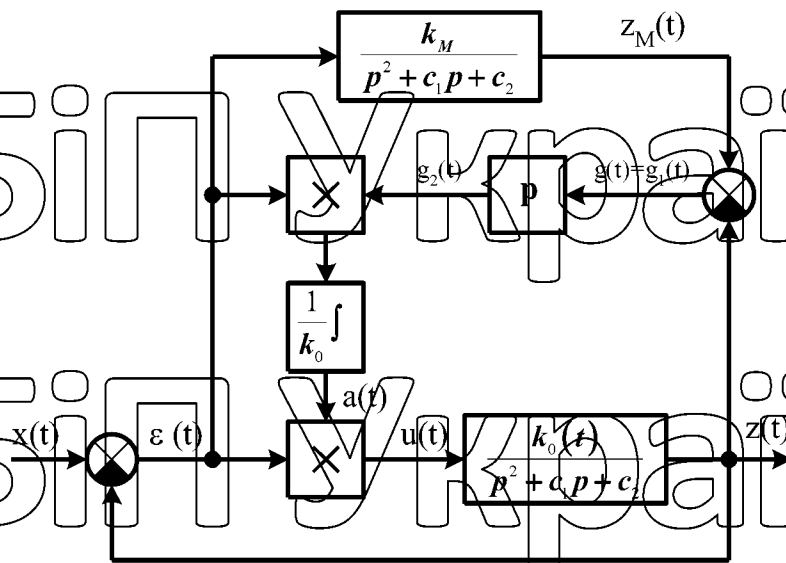 k_M
p² + c₁p + c₂
z_M(t)
×
g₂(t)
p
g(t)=g₁(t)
1
k₀ ∫
a(t)
x(t)
ε (t)
×
u(t)
k₀(t)
p² + c₁p + c₂
z(t)